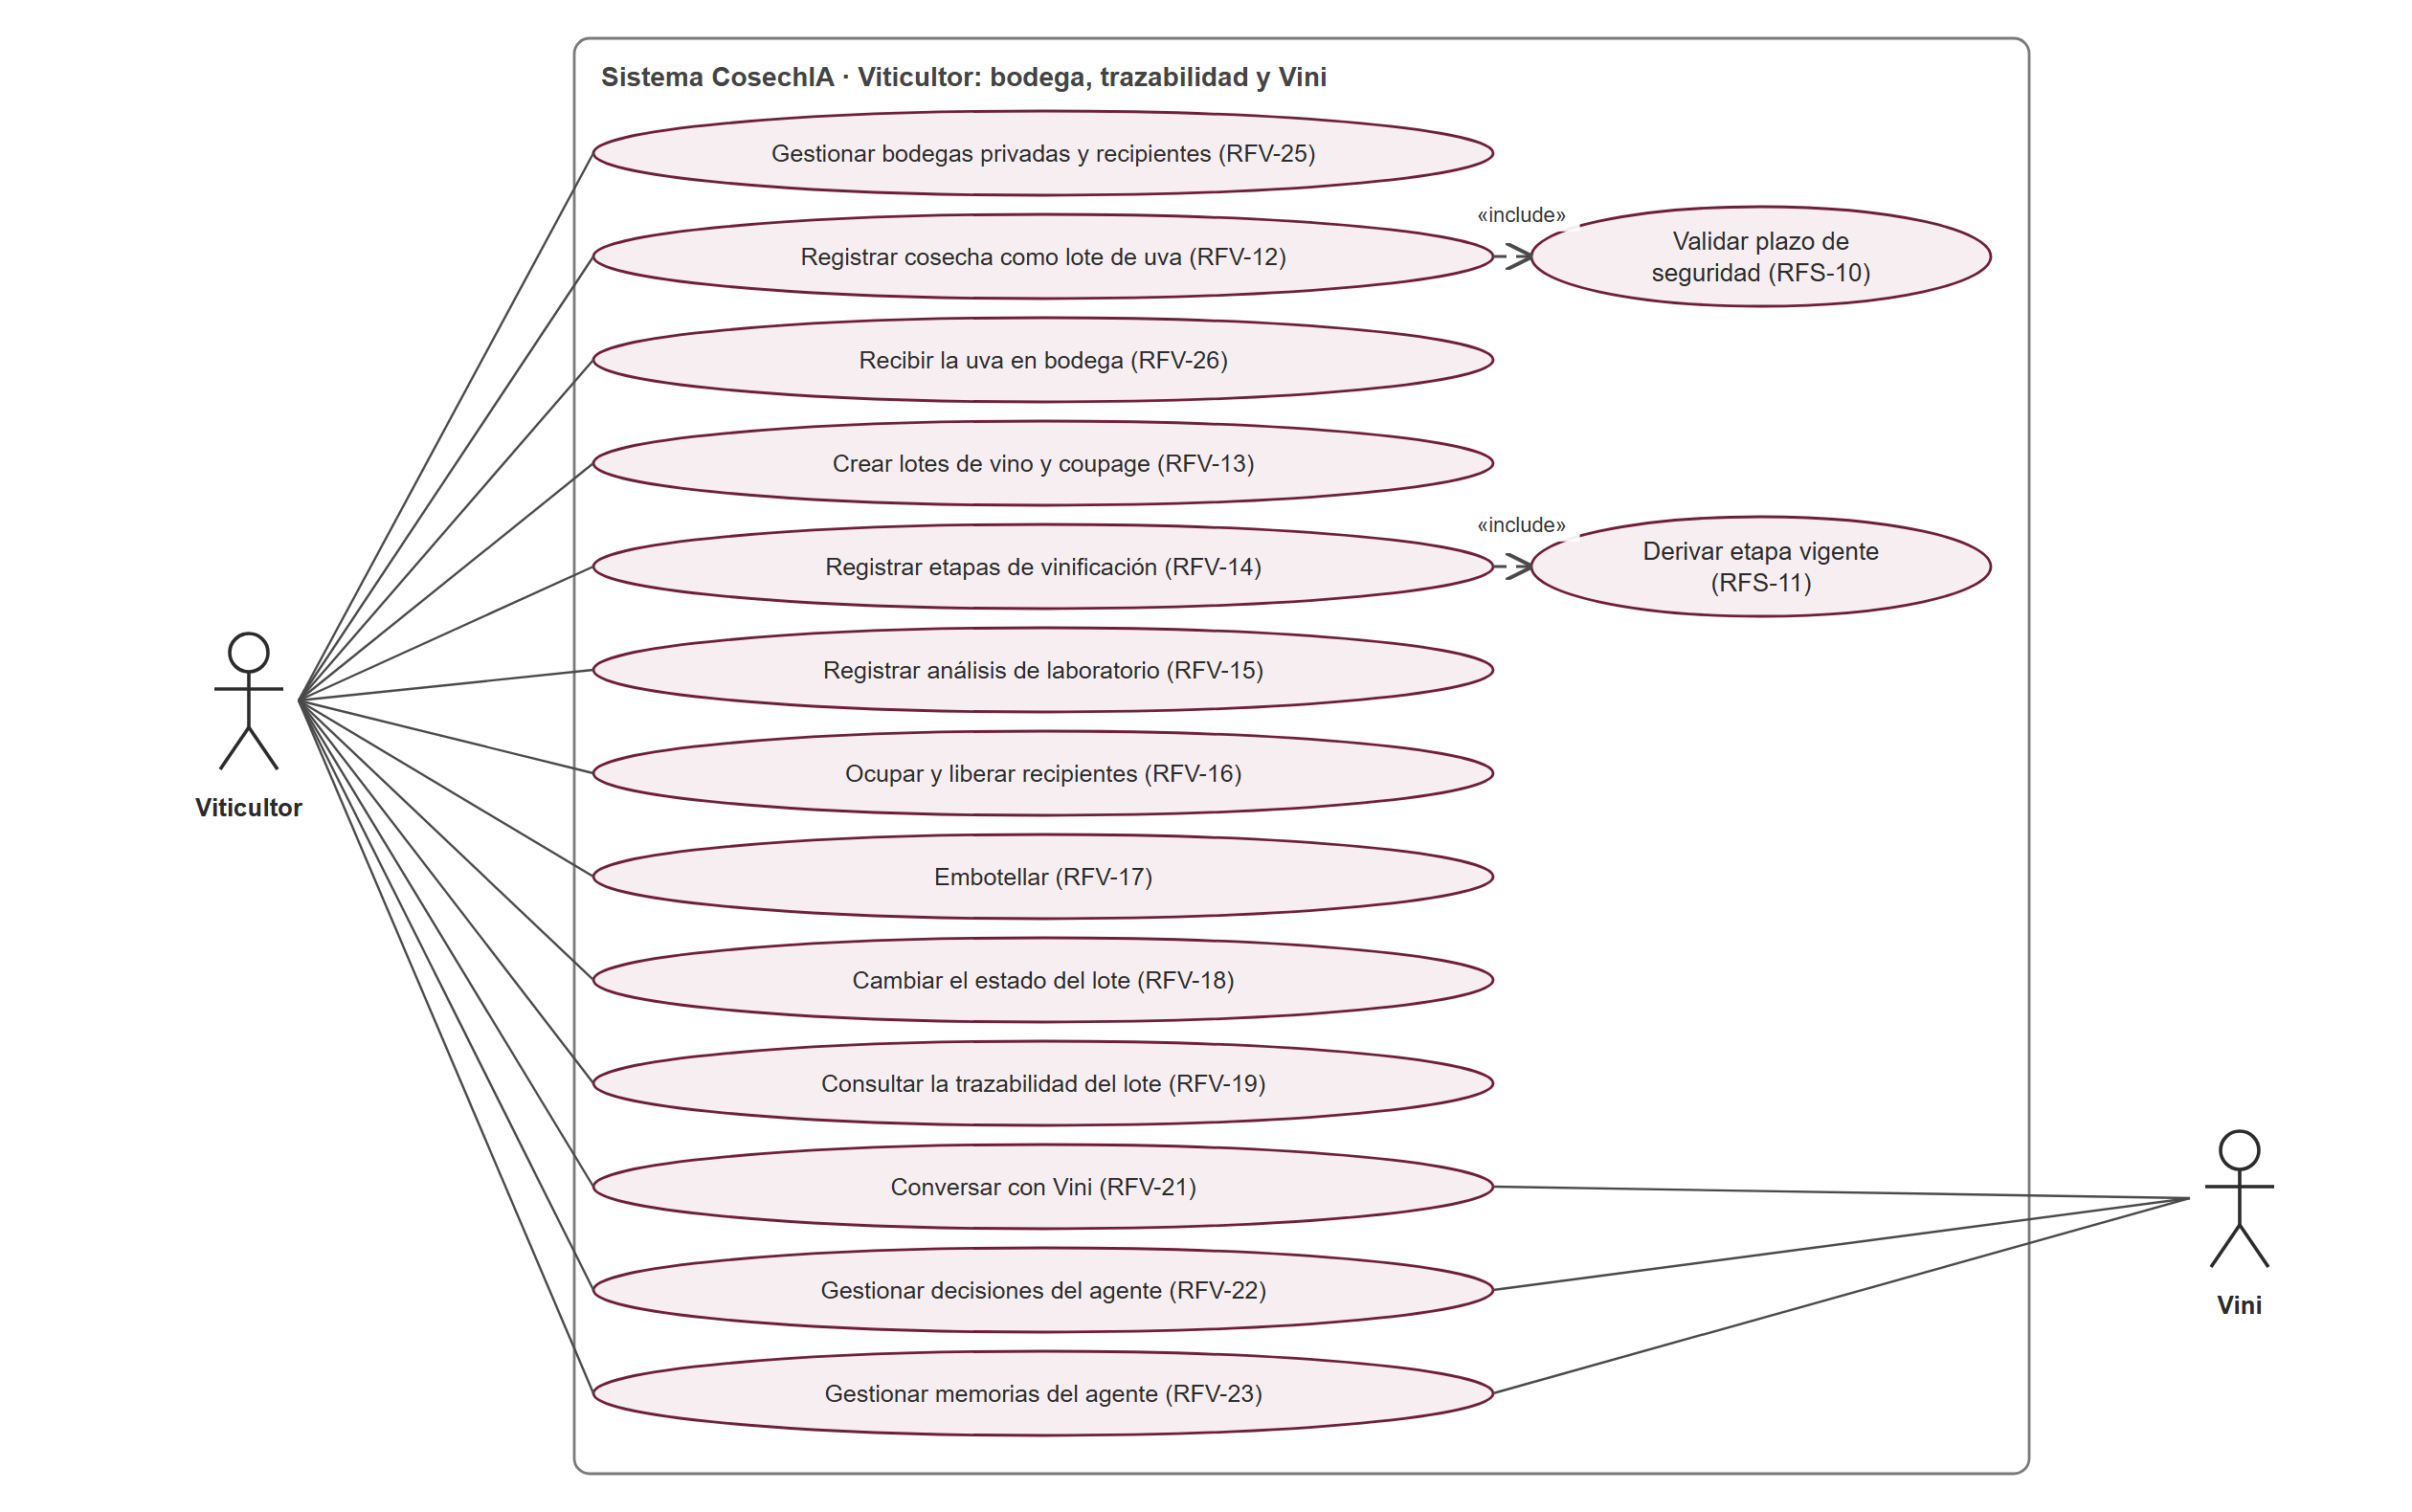 Sistema CosechIA · Viticultor: bodega, trazabilidad y Vini
Gestionar bodegas privadas y recipientes (RFV-25)
«include»
Registrar cosecha como lote de uva (RFV-12)
Validar plazo de
seguridad (RFS-10)
Recibir la uva en bodega (RFV-26)
Crear lotes de vino y coupage (RFV-13)
«include»
Registrar etapas de vinificación (RFV-14)
Derivar etapa vigente
(RFS-11)
Registrar análisis de laboratorio (RFV-15)
Ocupar y liberar recipientes (RFV-16)
Viticultor
Embotellar (RFV-17)
Cambiar el estado del lote (RFV-18)
Consultar la trazabilidad del lote (RFV-19)
Conversar con Vini (RFV-21)
Gestionar decisiones del agente (RFV-22)
Vini
Gestionar memorias del agente (RFV-23)